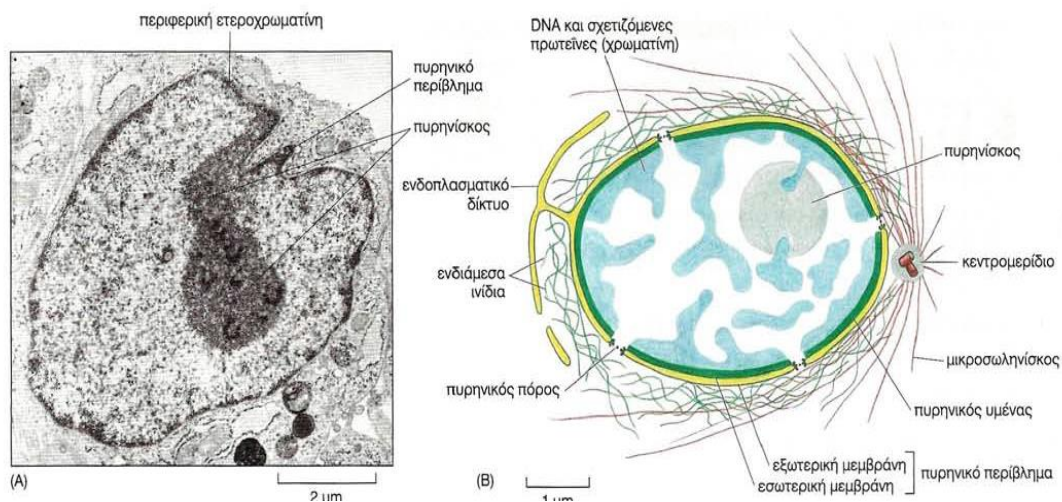 περιφερική ετεροχρωματίνη
πυρηνικό
περίβλημα
πυρηνίσκος
(A)
2 μm
DNA και σχετιζόμενες
πρωτεΐνες (χρωματίνη)
ενδοπλασματικό
δίκτυο
ενδιάμεσα
ινίδια
πυρηνικός πόρος
πυρηνίσκος
κεντρομερίδιο
μικροσωληνίσκος
πυρηνικός υμένας
εξωτερική μεμβράνη
εσωτερική μεμβράνη
πυρηνικό περίβλημα
(B)
1 μm